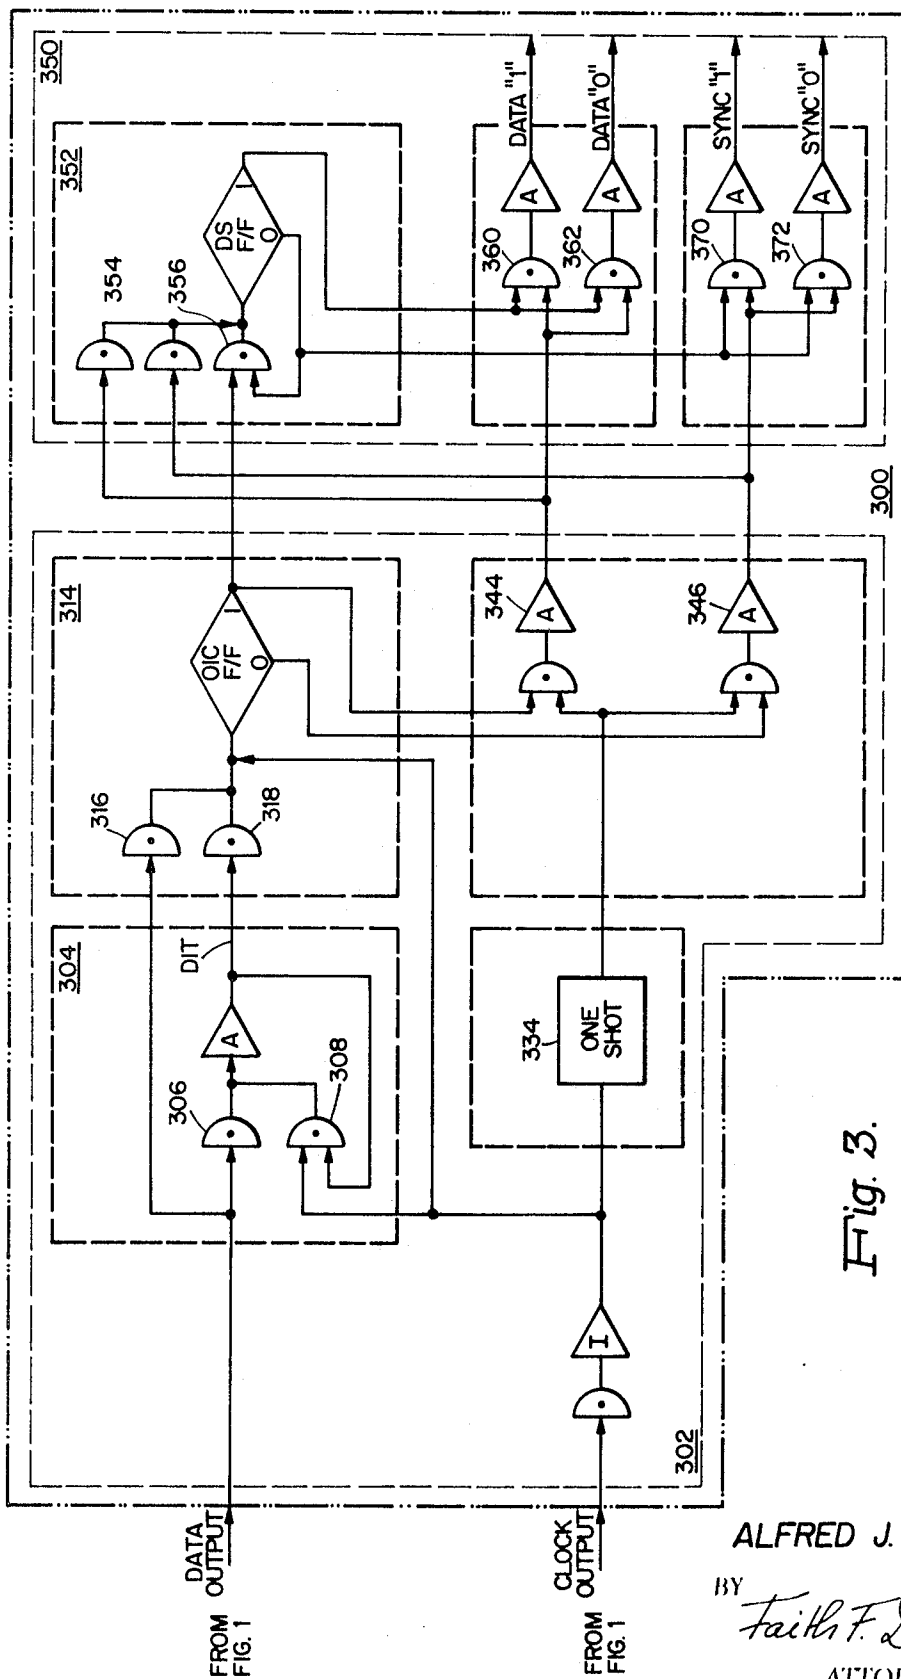 350
352
354
356
DS
F/F
1
0
DATA "1"
DATA "0"
SYNC "1"
SYNC "0"
360
362
370
372
A
A
A
A
300
314
316
318
OIC
F/F
1
0
344
346
A
A
304
306
308
DIT
A
334
ONE
SHOT
I
302
DATA
OUTPUT
FROM
FIG. 1
CLOCK
OUTPUT
FROM
FIG. 1
Fig. 3.
ALFRED J.
BY
Faith F.